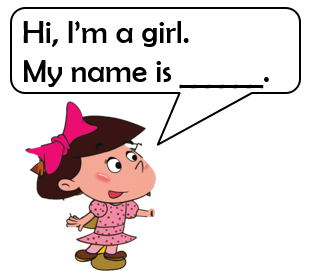 Hi, I'm a girl.
My name is ______.